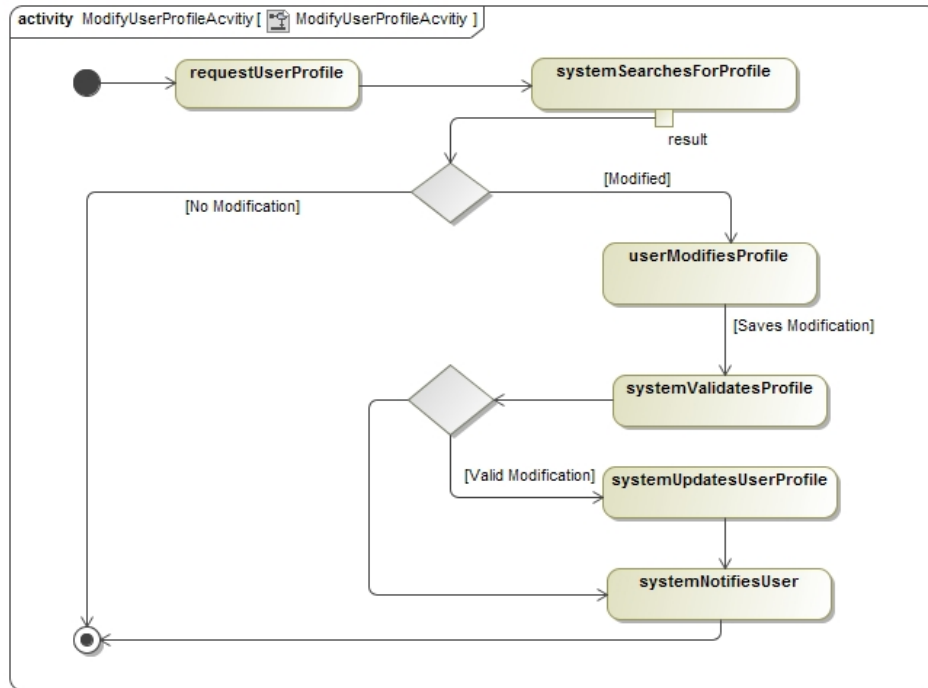 activity ModifyUserProfileAcvitiy [ ModifyUserProfileAcvitiy ]
requestUserProfile
systemSearchesForProfile
result
[Modified]
[No Modification]
userModifiesProfile
[Saves Modification]
systemValidatesProfile
[Valid Modification]
systemUpdatesUserProfile
systemNotifiesUser